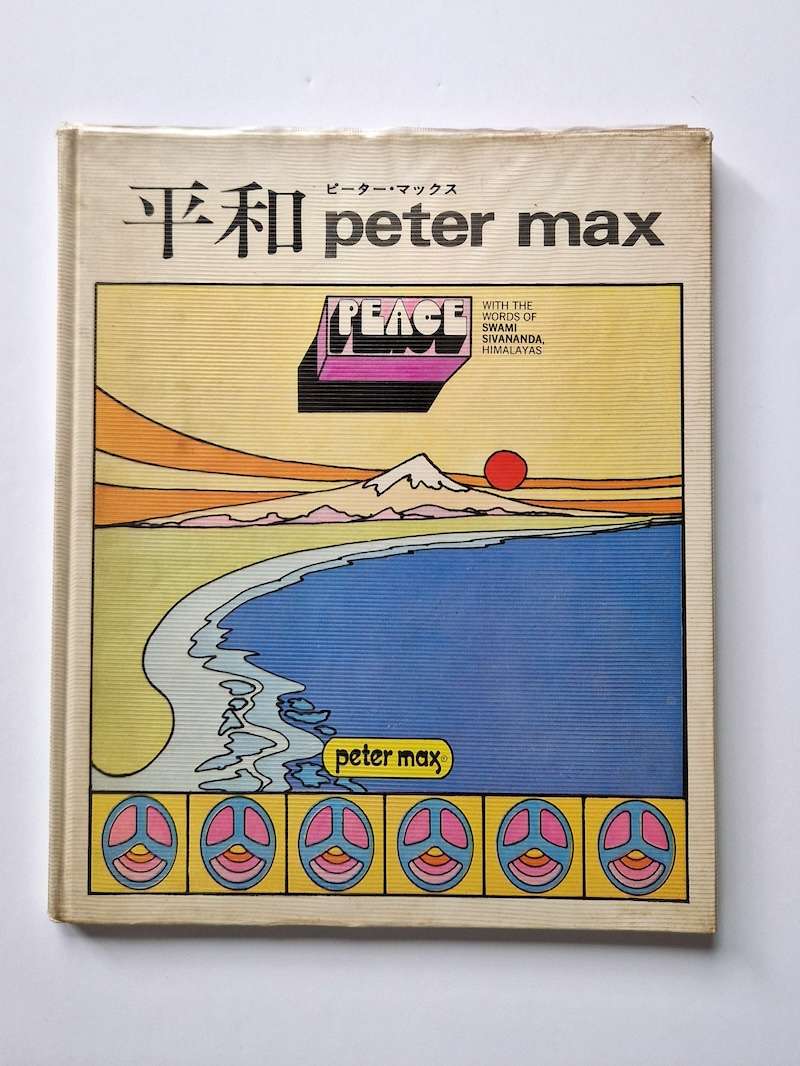 ピーター・マックス
平和 peter max
PEACE
WITH THE
WORDS OF
SWAMI
SIVANANDA,
HIMALAYAS
peter max®